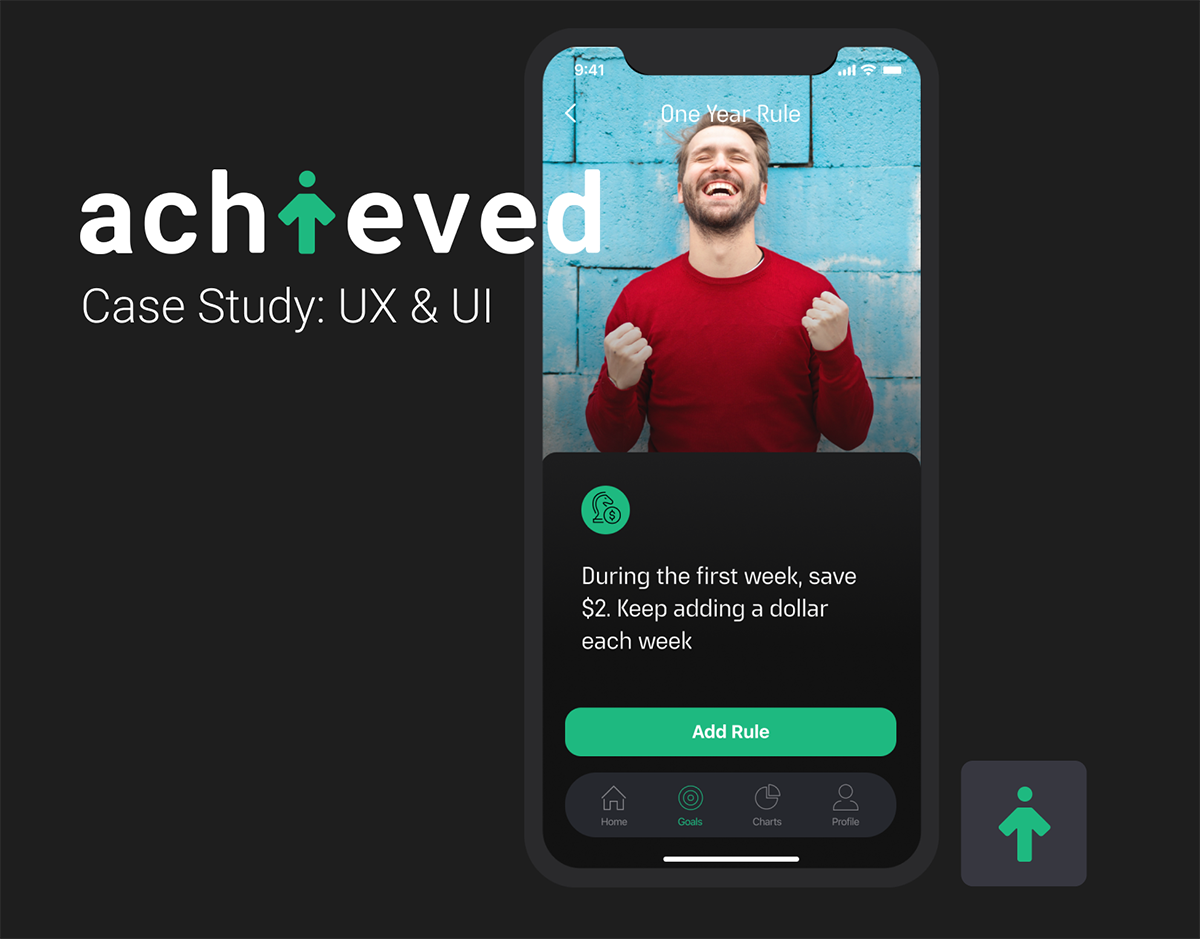 9:41
One Year Rule
achieved
Case Study: UX & UI
$
During the first week, save
$2. Keep adding a dollar
each week
Add Rule
Home Goals Charts Profile